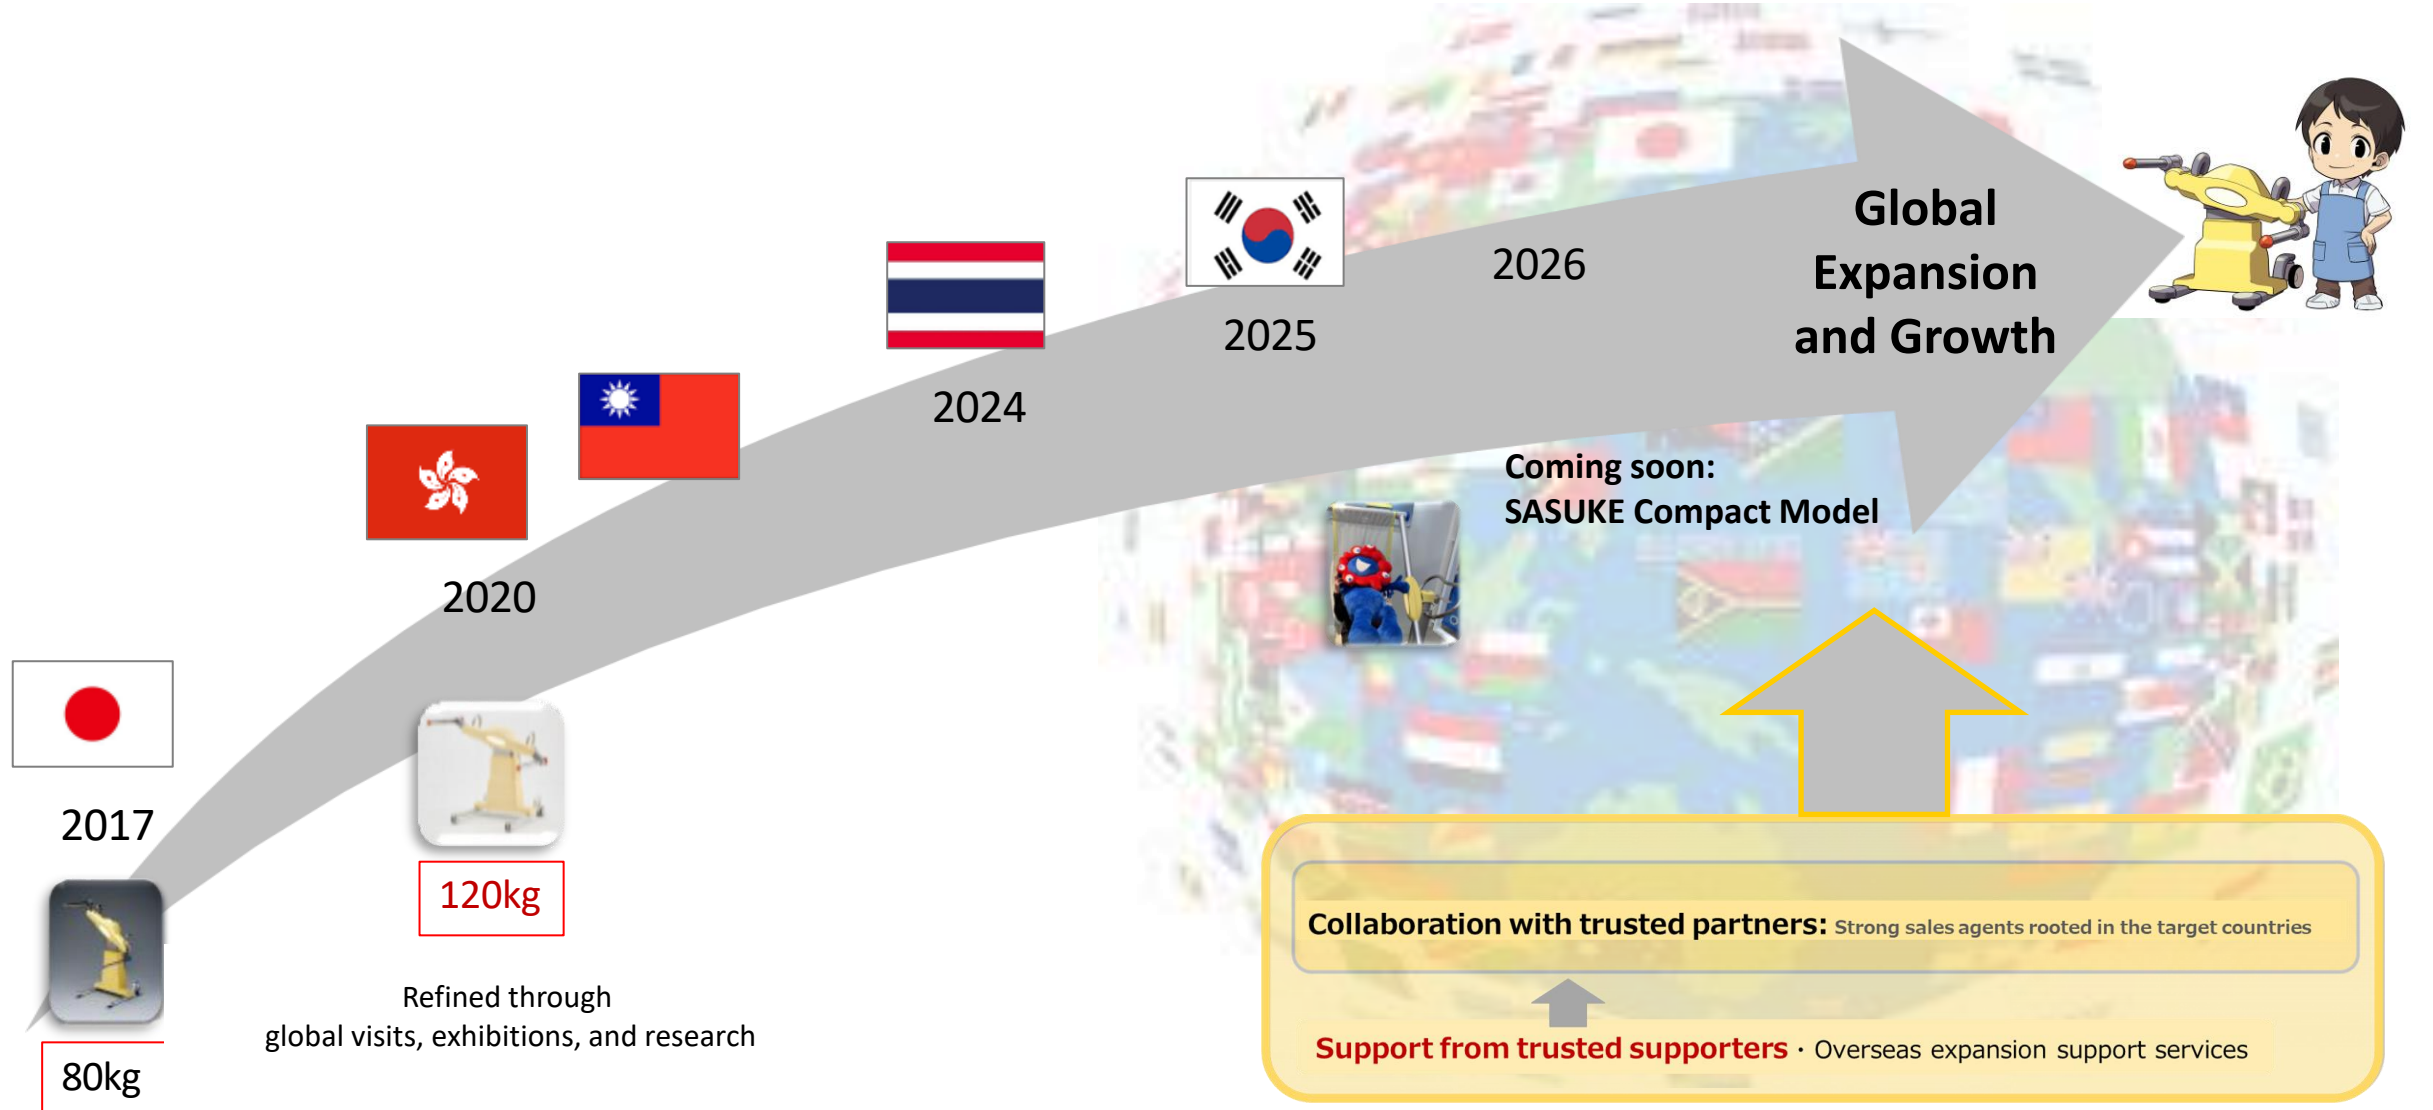 Global
Expansion
and Growth
2026
2025
2024
2020
2017
Coming soon:
SASUKE Compact Model
120kg
80kg
Refined through
global visits, exhibitions, and research
Collaboration with trusted partners: Strong sales agents rooted in the target countries
Support from trusted supporters・Overseas expansion support services